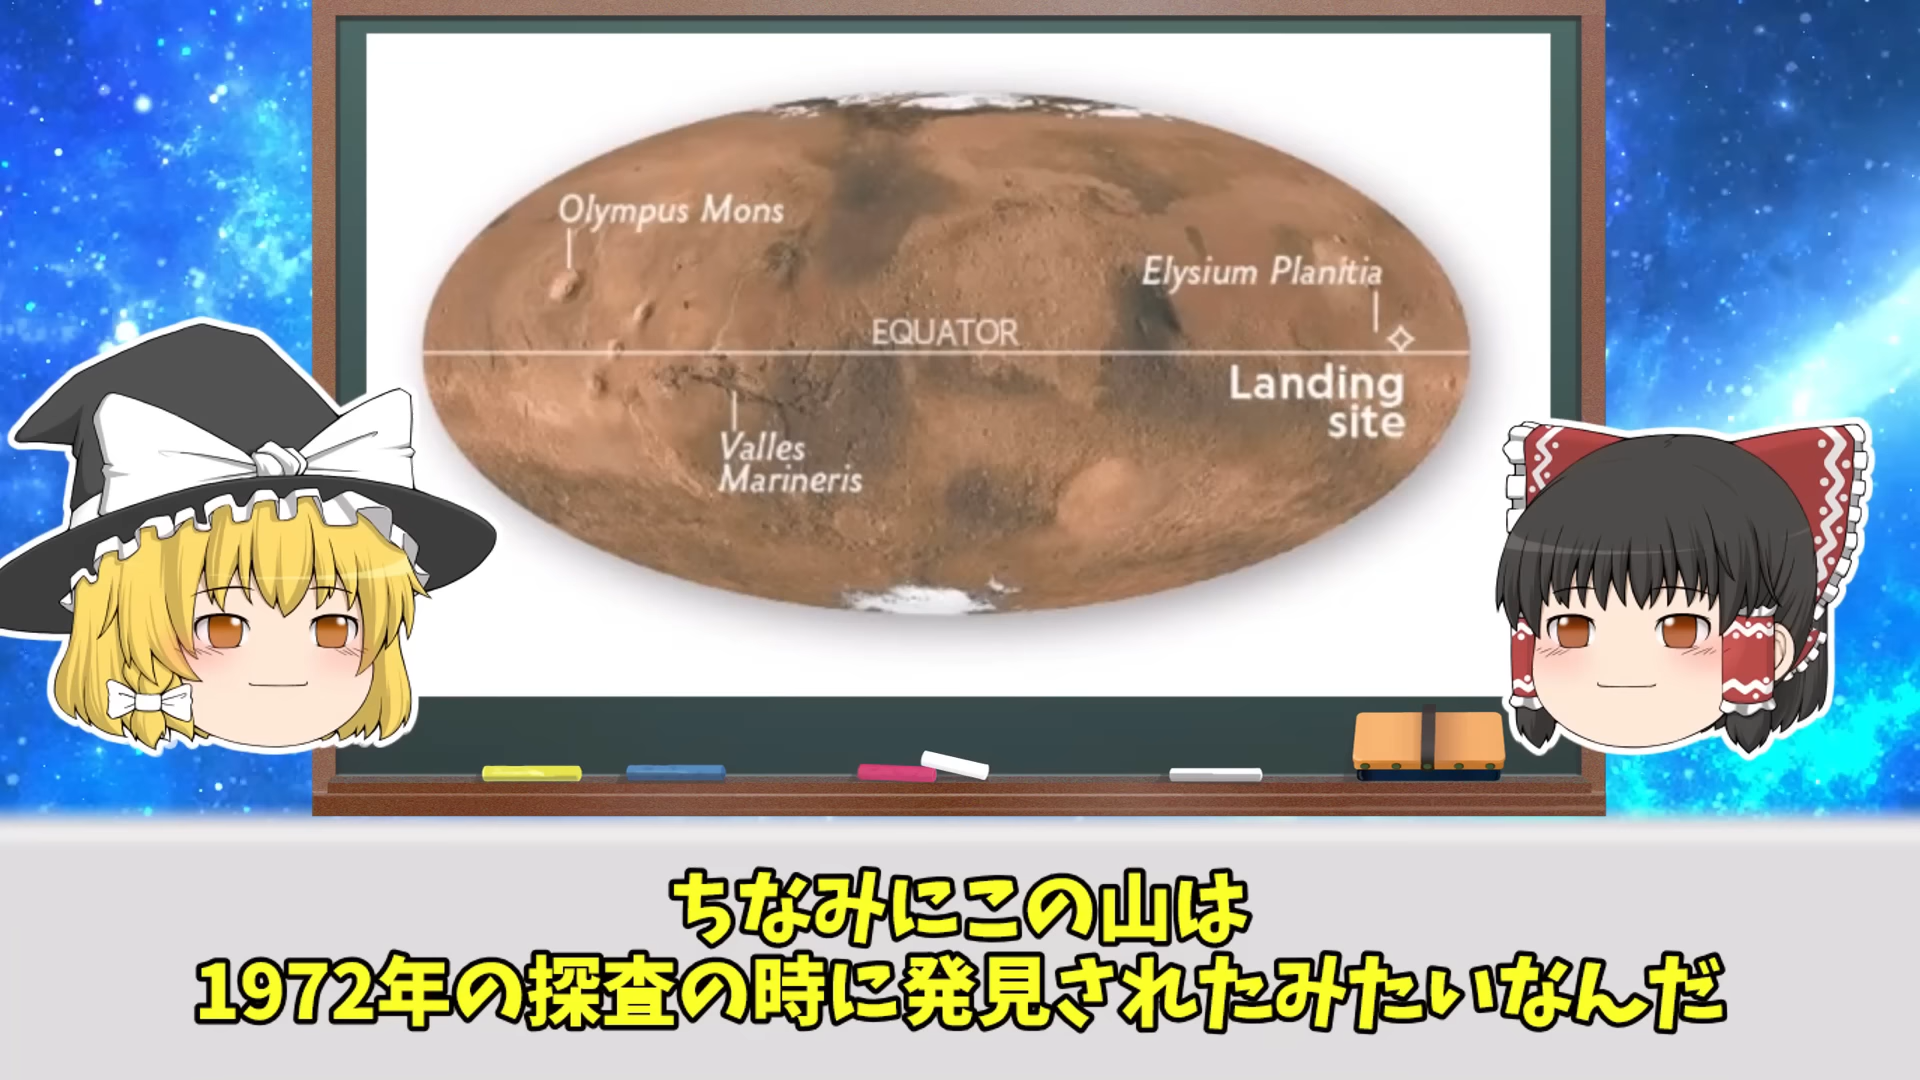 Olympus Mons
Elysium Planitia
EQUATOR
Landing
site
Valles
Marineris
ちなみにこの山は
1972年の探査の時に発見されたみたいなんだ